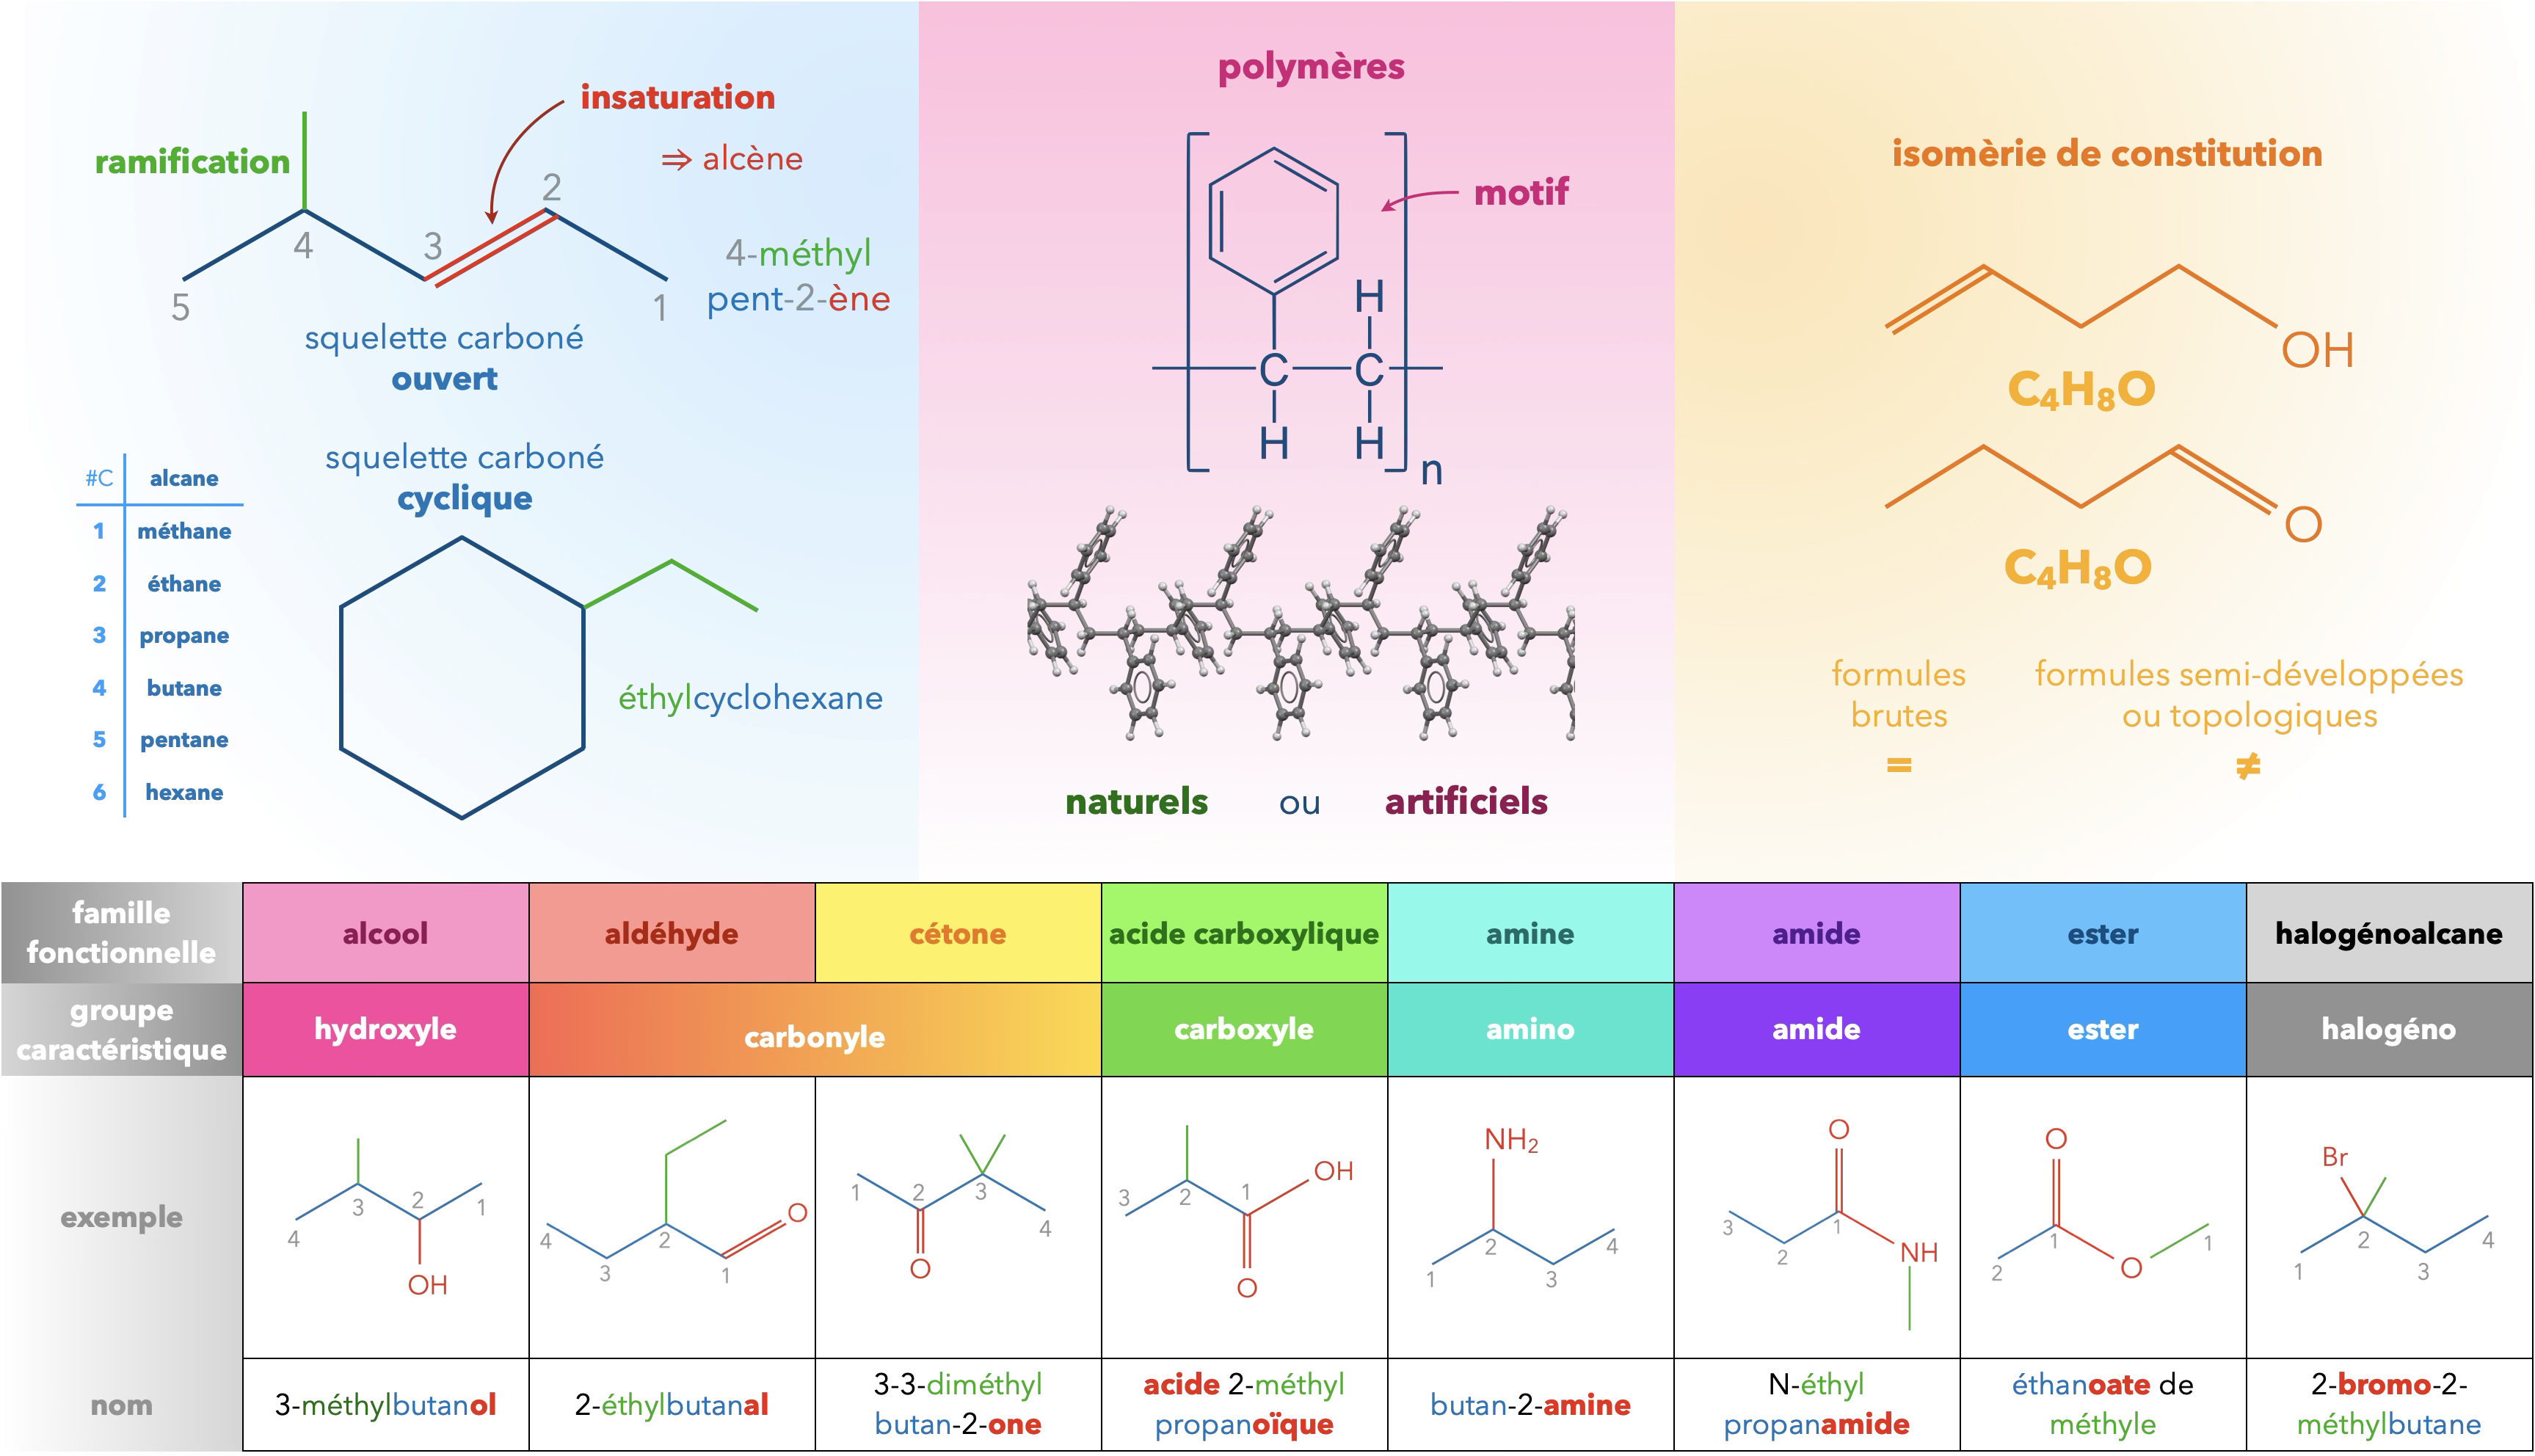 insaturation
⇒ alcène
ramification
2
4
3
5
1
4-méthyl
pent-2-ène
squelette carboné
ouvert
squelette carboné
cyclique
#C alcane
1 méthane
2 éthane
3 propane
4 butane
5 pentane
6 hexane
éthylcyclohexane
polymères
motif
H
C C
H H
n
naturels ou artificiels
isomèrie de constitution
OH
C₄H₈O
O
C₄H₈O
formules
brutes
=
formules semi-développées
ou topologiques
≠
famille
fonctionnelle
alcool
aldéhyde
cétone
acide carboxylique
amine
amide
ester
halogénoalcane
groupe
caractéristique
hydroxyle
carbonyle
carboxyle
amino
amide
ester
halogéno
exemple
4 3 2 1
OH
4 3 2 1
O
1 2 3 4
O
3 2 1
OH
O
NH₂
1 2 3 4
O
3 2 1
NH
O
2 1 1
O
Br
1 2 3 4
nom
3-méthylbutanol
2-éthylbutanal
3-3-diméthyl
butan-2-one
acide 2-méthyl
propanoïque
butan-2-amine
N-éthyl
propanamide
éthanoate de
méthyle
2-bromo-2-
méthylbutane